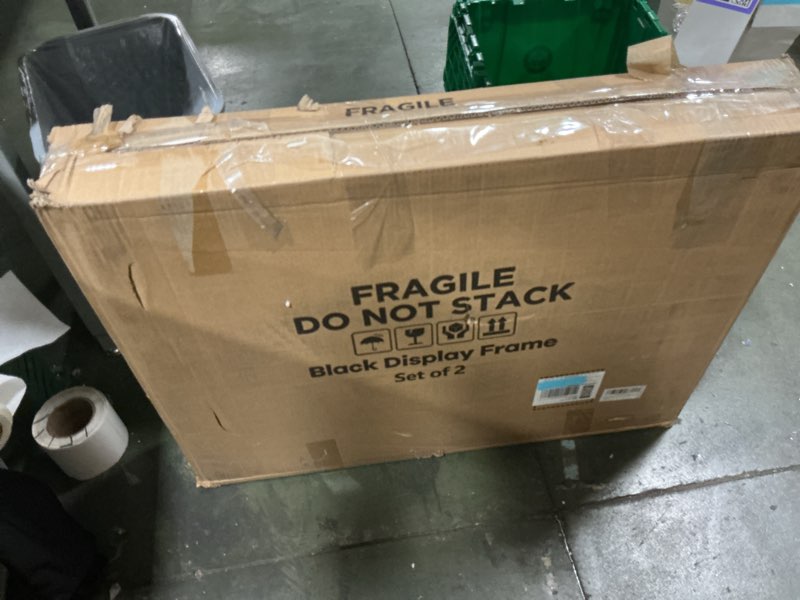 FRAGILE
FRAGILE
DO NOT STACK
Black Display Frame
Set of 2